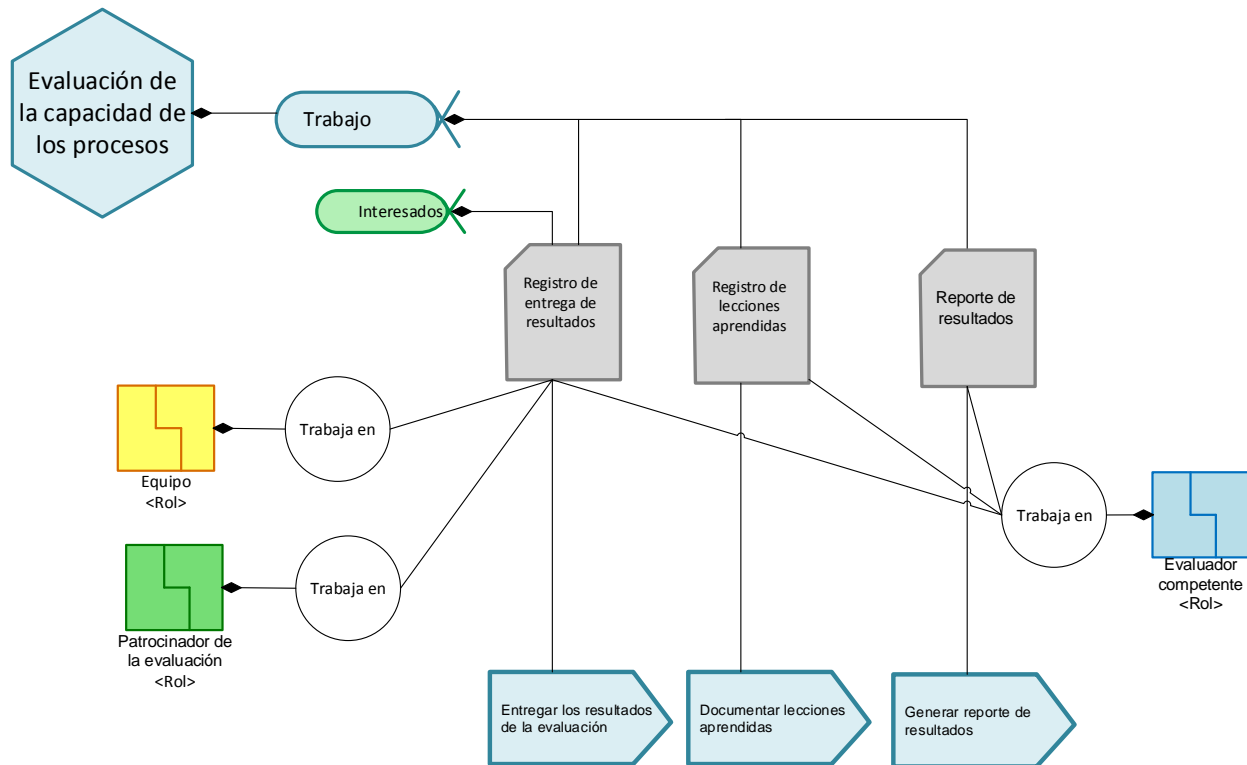 Evaluación de
la capacidad de
los procesos
Trabajo
Interesados
Registro de
entrega de
resultados
Registro de
lecciones
aprendidas
Reporte de
resultados
Trabaja en
Equipo
<Rol>
Trabaja en
Patrocinador de
la evaluación
<Rol>
Trabaja en
Evaluador
competente
<Rol>
Entregar los resultados
de la evaluación
Documentar lecciones
aprendidas
Generar reporte de
resultados